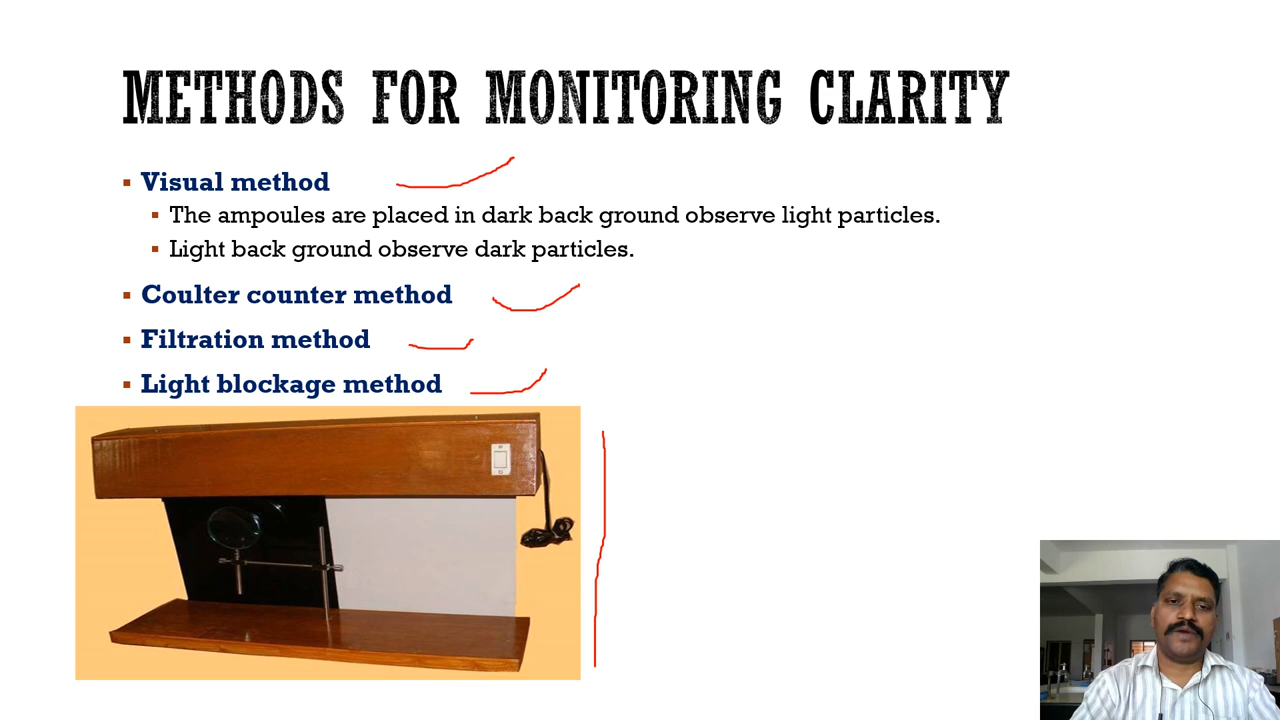 METHODS FOR MONITORING CLARITY
Visual method
The ampoules are placed in dark back ground observe light particles.
Light back ground observe dark particles.
Coulter counter method
Filtration method
Light blockage method